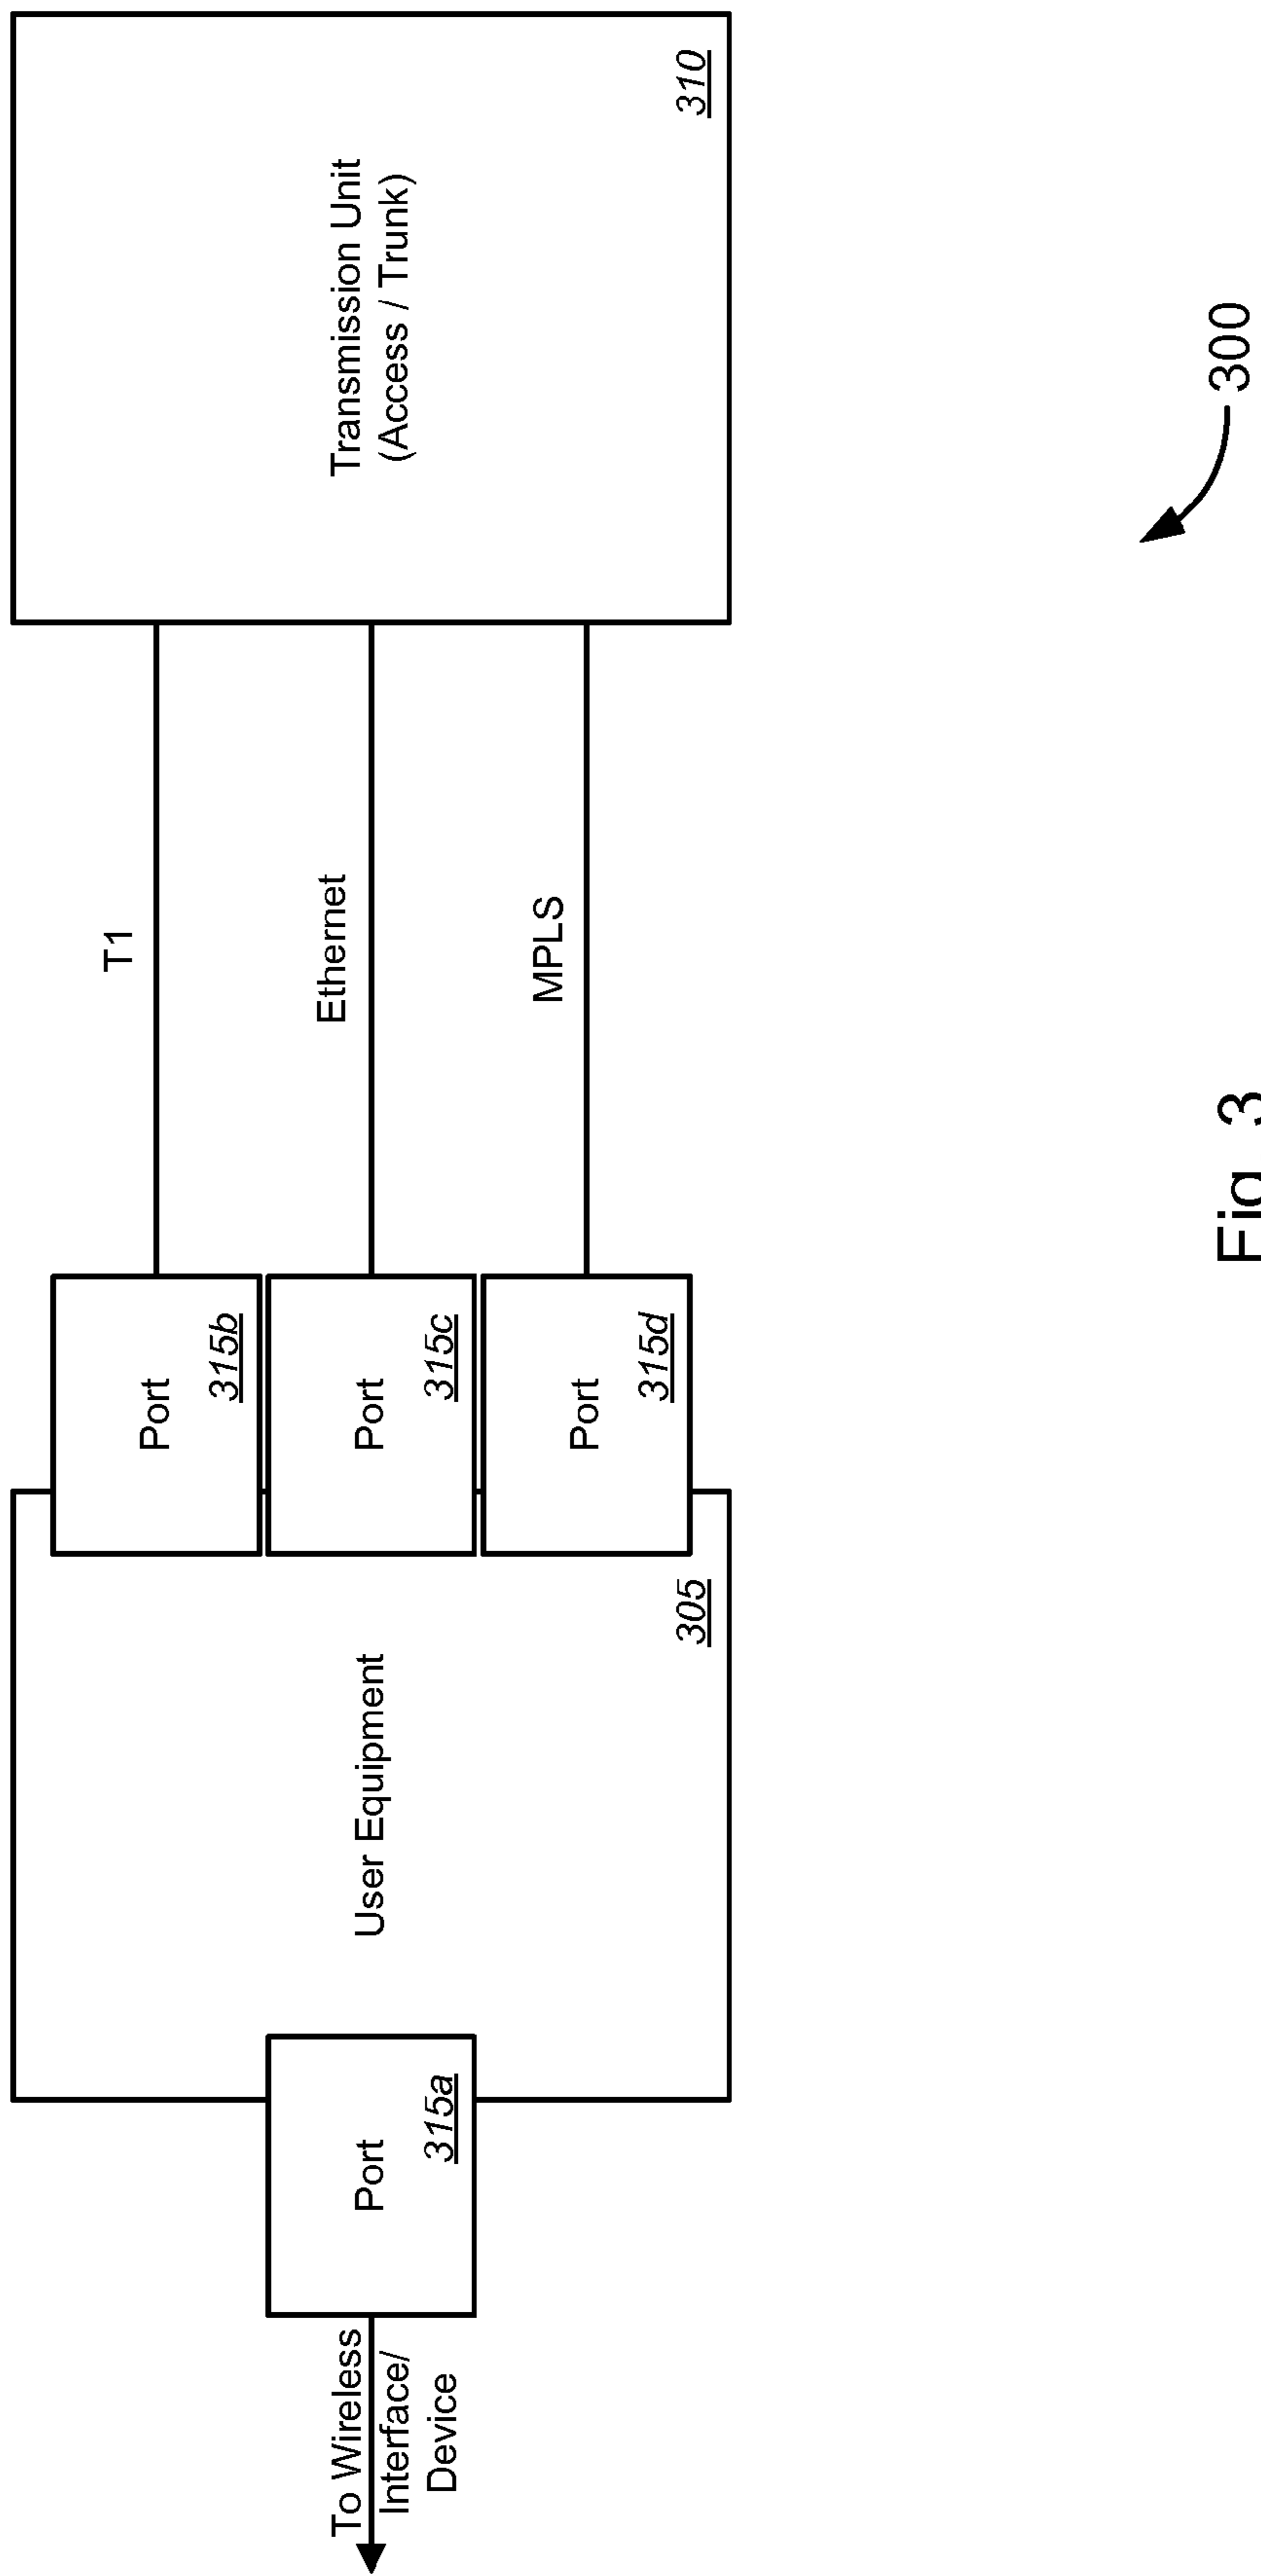 To Wireless
Interface/
Device
Port
315a
User Equipment
305
Port
315b
Port
315c
Port
315d
T1
Ethernet
MPLS
Transmission Unit
(Access / Trunk)
310
300
Fig. 3